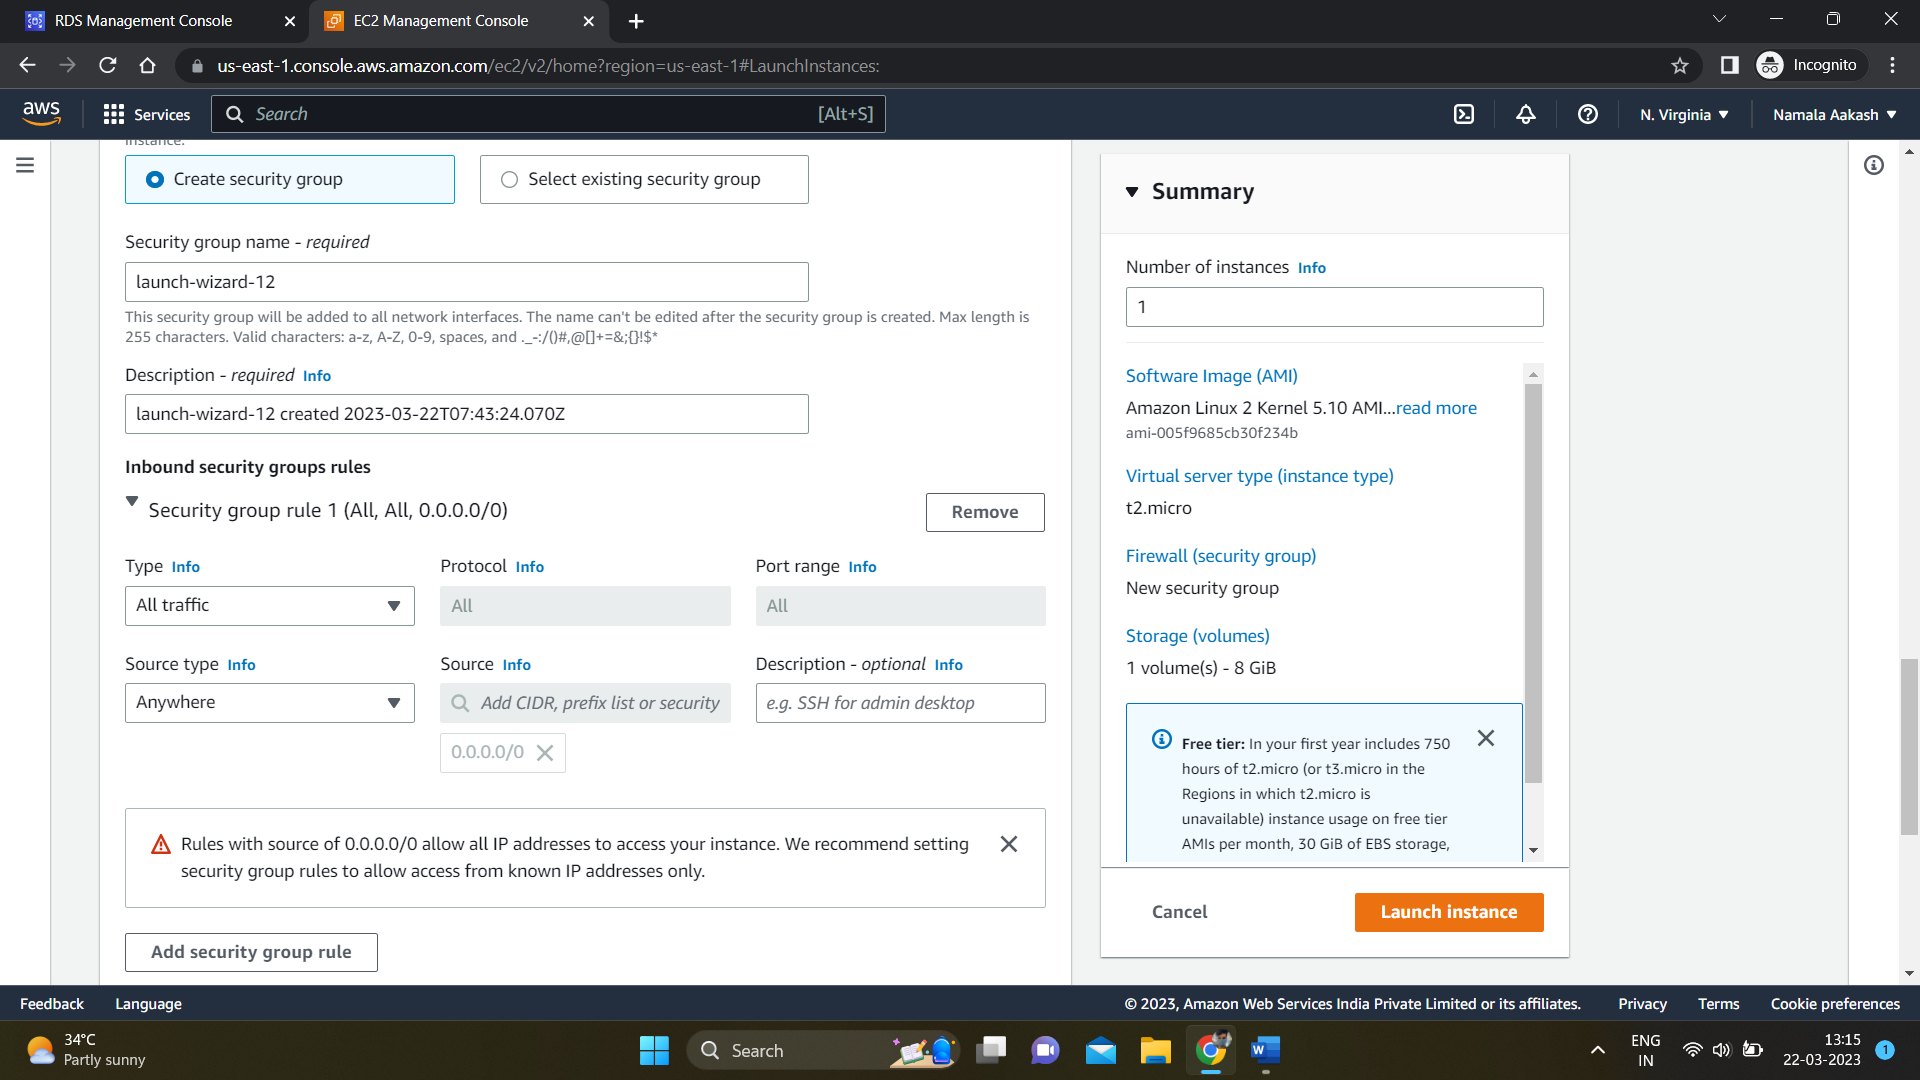 RDS Management Console
EC2 Management Console
us-east-1.console.aws.amazon.com/ec2/v2/home?region=us-east-1#LaunchInstances:
Incognito
aws
Services
Search
[Alt+S]
N. Virginia
Namala Aakash
instance.
Create security group
Select existing security group
Security group name - required
launch-wizard-12
This security group will be added to all network interfaces. The name can't be edited after the security group is created. Max length is
255 characters. Valid characters: a-z, A-Z, 0-9, spaces, and ._-:/()#,@[]+=&;{}!$*
Description - required Info
launch-wizard-12 created 2023-03-22T07:43:24.070Z
Inbound security groups rules
Security group rule 1 (All, All, 0.0.0.0/0)
Remove
Type Info
Protocol Info
Port range Info
All traffic
All
All
Source type Info
Source Info
Description - optional Info
Anywhere
Add CIDR, prefix list or security
e.g. SSH for admin desktop
0.0.0.0/0
Rules with source of 0.0.0.0/0 allow all IP addresses to access your instance. We recommend setting
security group rules to allow access from known IP addresses only.
Add security group rule
Summary
Number of instances Info
1
Software Image (AMI)
Amazon Linux 2 Kernel 5.10 AMI...read more
ami-005f9685cb30f234b
Virtual server type (instance type)
t2.micro
Firewall (security group)
New security group
Storage (volumes)
1 volume(s) - 8 GiB
Free tier: In your first year includes 750
hours of t2.micro (or t3.micro in the
Regions in which t2.micro is
unavailable) instance usage on free tier
AMIs per month, 30 GiB of EBS storage,
Cancel
Launch instance
Feedback
Language
© 2023, Amazon Web Services India Private Limited or its affiliates.
Privacy
Terms
Cookie preferences
34°C
Partly sunny
Search
W
ENG
IN
13:15
22-03-2023
1